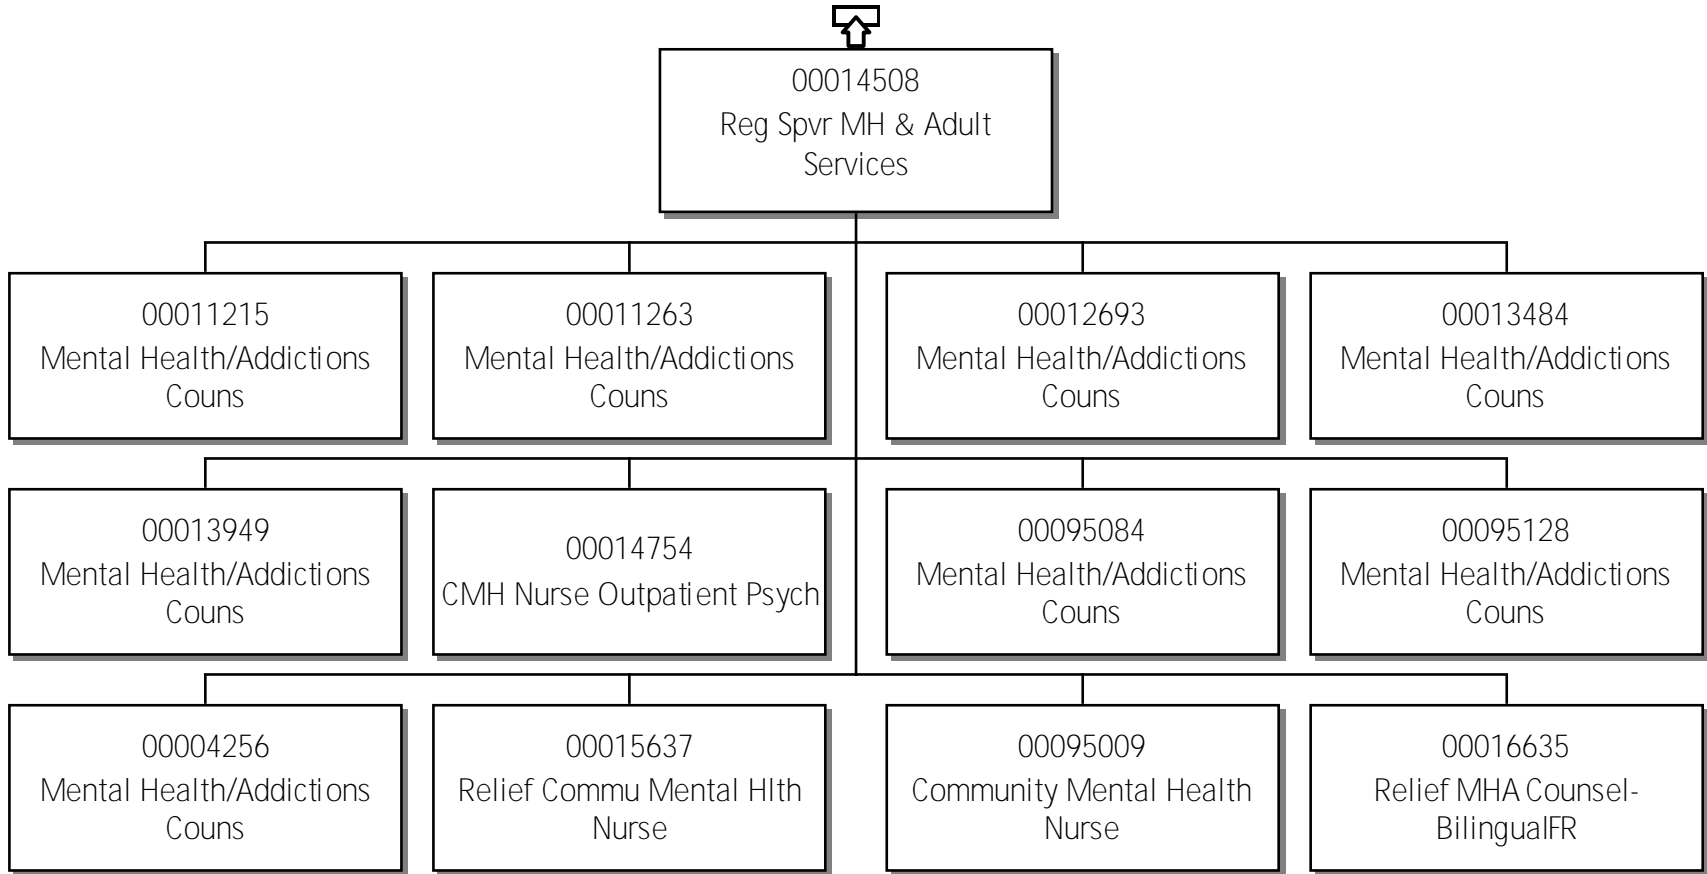 00014508
Reg Spvr MH & Adult
Services
00011215
Mental Health/Addictions
Couns
00011263
Mental Health/Addictions
Couns
00012693
Mental Health/Addictions
Couns
00013484
Mental Health/Addictions
Couns
00013949
Mental Health/Addictions
Couns
00014754
CMH Nurse Outpatient Psych
00095084
Mental Health/Addictions
Couns
00095128
Mental Health/Addictions
Couns
00004256
Mental Health/Addictions
Couns
00015637
Relief Commu Mental Hlth
Nurse
00095009
Community Mental Health
Nurse
00016635
Relief MHA Counsel-
BilingualFR